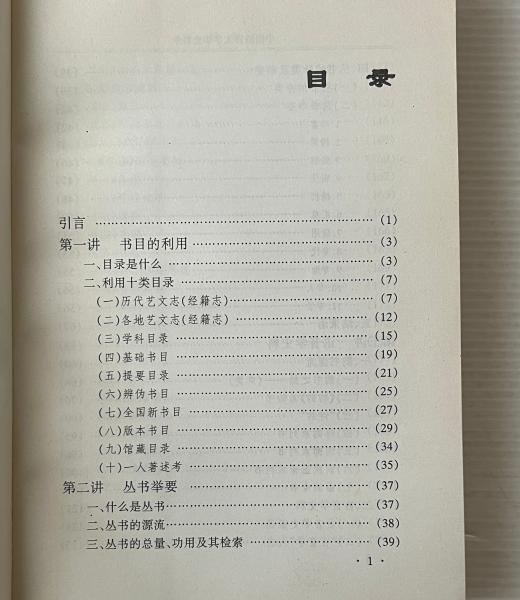 目 录
引言 …………………………………………… (1)
第一讲 书目的利用 …………………………… (3)
一、目录是什么 ……………………………… (3)
二、利用十类目录 …………………………… (7)
(一)历代艺文志(经籍志)………………… (7)
(二)各地艺文志(经籍志) ………………… (12)
(三)学科目录 ……………………………… (15)
(四)基础书目 ……………………………… (19)
(五)提要目录 ……………………………… (21)
(六)辨伪书目 ……………………………… (25)
(七)全国新书目 …………………………… (27)
(八)版本书目 ……………………………… (29)
(九)馆藏目录 ……………………………… (34)
(十)一人著述考 …………………………… (35)
第二讲 丛书举要 ……………………………… (37)
一、什么是丛书 ……………………………… (37)
二、丛书的源流 ……………………………… (38)
三、丛书的总量、功用及其检索 …………… (39)
· 1 ·